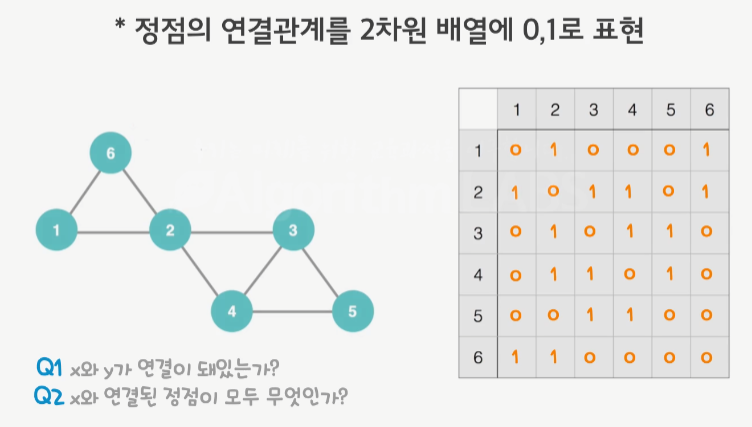 * 정점의 연결관계를 2차원 배열에 0,1로 표현
6
1 2 3
4 5
1 2 3 4 5 6
1 0 1 0 0 0 1
2 1 0 1 1 0 1
3 0 1 0 1 1 0
4 0 1 1 0 1 0
5 0 0 1 1 0 0
6 1 1 0 0 0 0
Q1 x와 y가 연결이 돼있는가?
Q2 x와 연결된 정점이 모두 무엇인가?